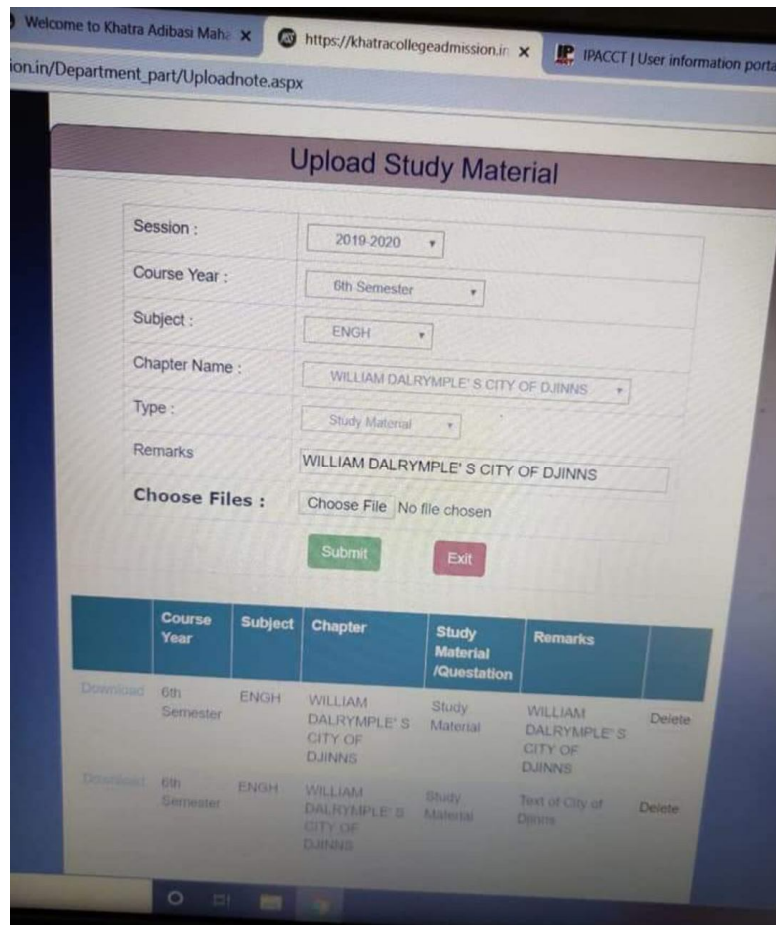 Welcome to Khatra Adibasi Maha
https://khatracollegeadmission.in
IPACCT | User information porta
ion.in/Department_part/Uploadnote.aspx
Upload Study Material
Session : 2019-2020
Course Year : 6th Semester
Subject : ENGH
Chapter Name : WILLIAM DALRYMPLE' S CITY OF DJINNS
Type : Study Material
Remarks WILLIAM DALRYMPLE' S CITY OF DJINNS
Choose Files : Choose File No file chosen
Submit Exit
Course Subject Chapter Study Remarks
Year Material
/Questation
Download 6th ENGH WILLIAM Study WILLIAM Delete
Semester DALRYMPLE' S Material DALRYMPLE' S
CITY OF CITY OF
DJINNS DJINNS
Download 6th ENGH WILLIAM Study Text of City of Delete
Semester DALRYMPLE' S Material Djinns
CITY OF
DJINNS